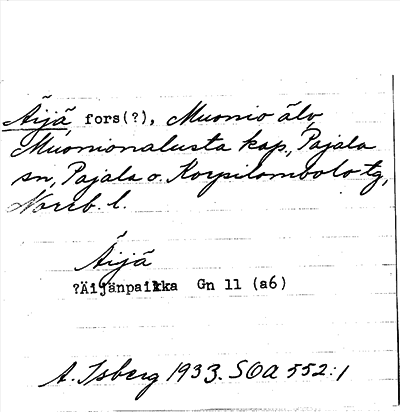 Äijä, fors(?), Muonio älv
Muonionalusta kap., Pajala
sn, Pajala o. Korpilombolo tg,
Norrb. l.
Äijä
?Äijänpaikka Gn 11 (a6)
A. Isberg 1933. SOA 552:1